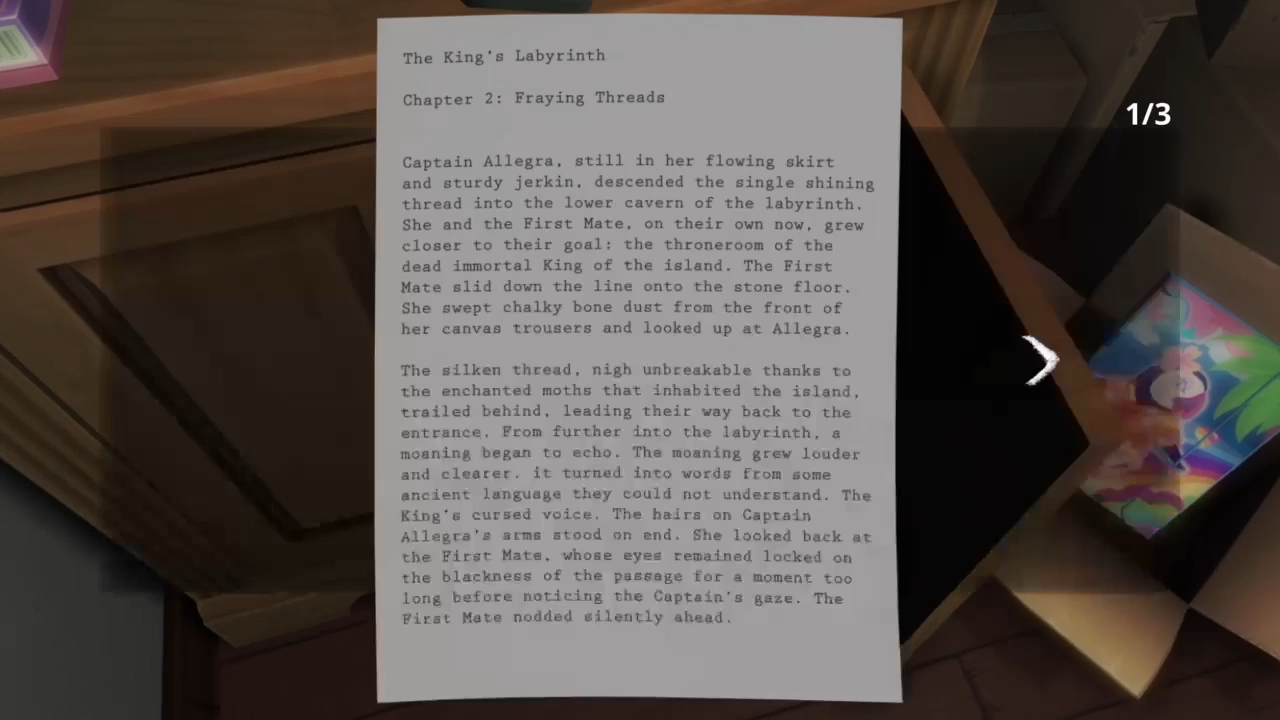 The King's Labyrinth
Chapter 2: Fraying Threads
1/3
Captain Allegra, still in her flowing skirt
and sturdy jerkin, descended the single shining
thread into the lower cavern of the labyrinth.
She and the First Mate, on their own now, grew
closer to their goal: the throneroom of the
dead immortal King of the island. The First
Mate slid down the line onto the stone floor.
She swept chalky bone dust from the front of
her canvas trousers and looked up at Allegra.
The silken thread, nigh unbreakable thanks to
the enchanted moths that inhabited the island,
trailed behind, leading their way back to the
entrance. From further into the labyrinth, a
moaning began to echo. The moaning grew louder
and clearer. it turned into words from some
ancient language they could not understand. The
King's cursed voice. The hairs on Captain
Allegra's arms stood on end. She looked back at
the First Mate, whose eyes remained locked on
the blackness of the passage for a moment too
long before noticing the Captain's gaze. The
First Mate nodded silently ahead.